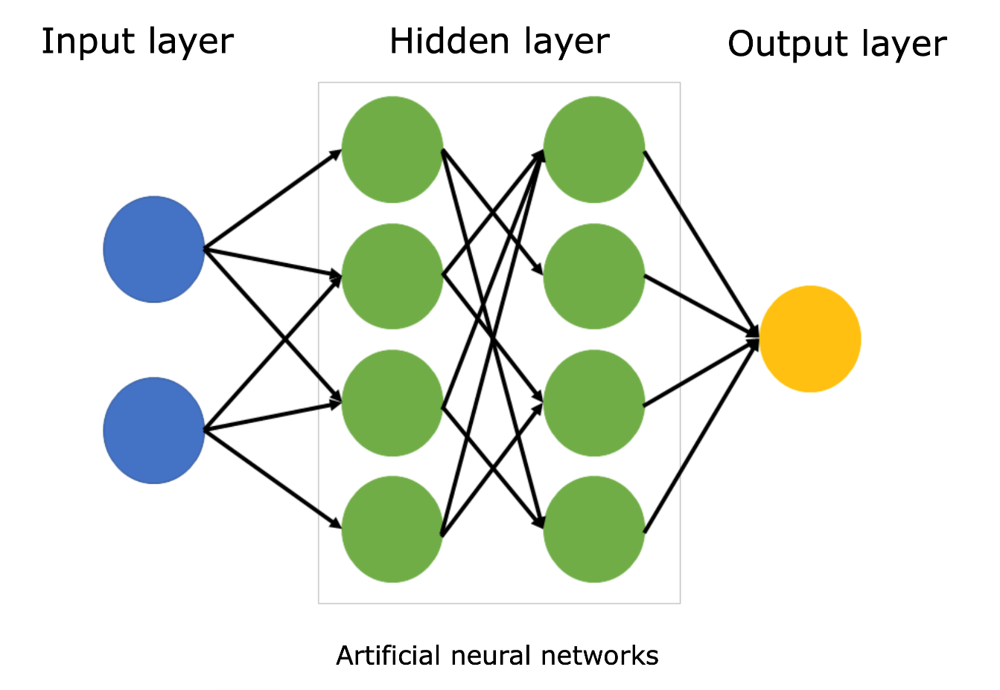 Input layer
Hidden layer
Output layer
Artificial neural networks